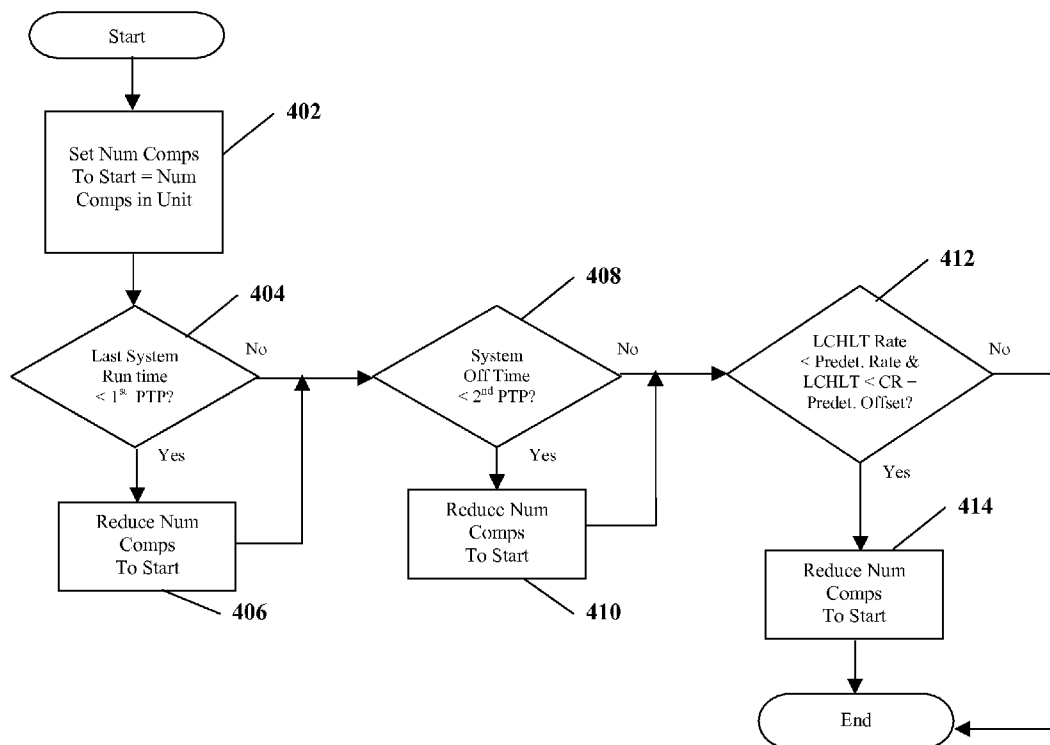 Start
402
Set Num Comps
To Start = Num
Comps in Unit
404
Last System
Run time
< 1st PTP?
No
Yes
Reduce Num
Comps
To Start
406
408
System
Off Time
< 2nd PTP?
No
Yes
Reduce Num
Comps
To Start
410
412
LCHLT Rate
< Predet. Rate &
LCHLT < CR –
Predet. Offset?
No
Yes
414
Reduce Num
Comps
To Start
End